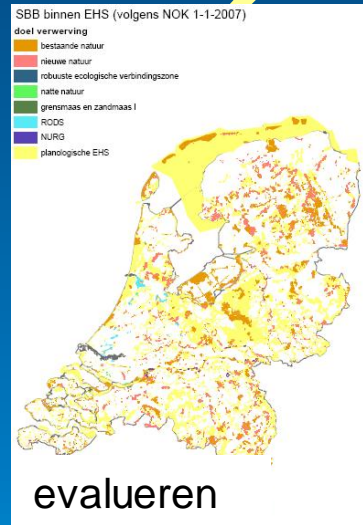 SBB binnen EHS (volgens NOK 1-1-2007)
doel verwerving
bestaande natuur
nieuwe natuur
robuuste ecologische verbindingszone
natte natuur
grensmaas en zandmaas I
RODS
NURG
planologische EHS
evalueren